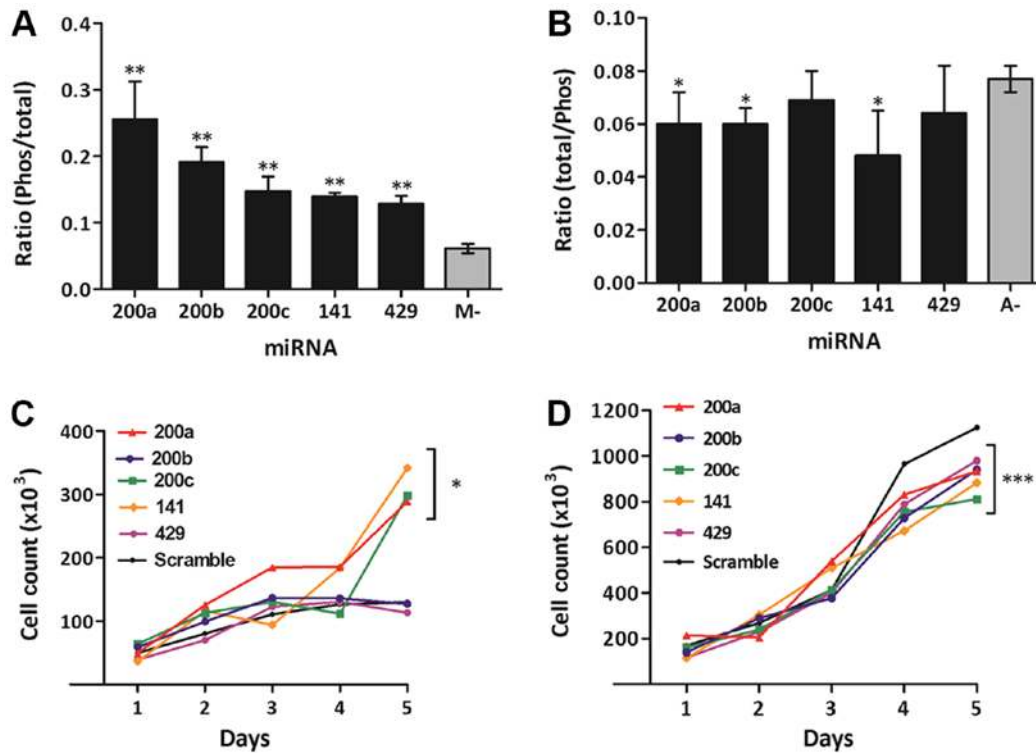 A
Ratio (Phos/total)
0.4
0.3
0.2
0.1
0.0
**
**
**
**
**
200a 200b 200c 141 429 M-
miRNA
B
Ratio (total/Phos)
0.10
0.08
0.06
0.04
0.02
0.00
*
*
*
200a 200b 200c 141 429 A-
miRNA
C
Cell count (x10³)
400
300
200
100
200a
200b
200c
141
429
Scramble
*
1 2 3 4 5
Days
D
Cell count (x10³)
1200
1000
800
600
400
200
200a
200b
200c
141
429
Scramble
***
1 2 3 4 5
Days